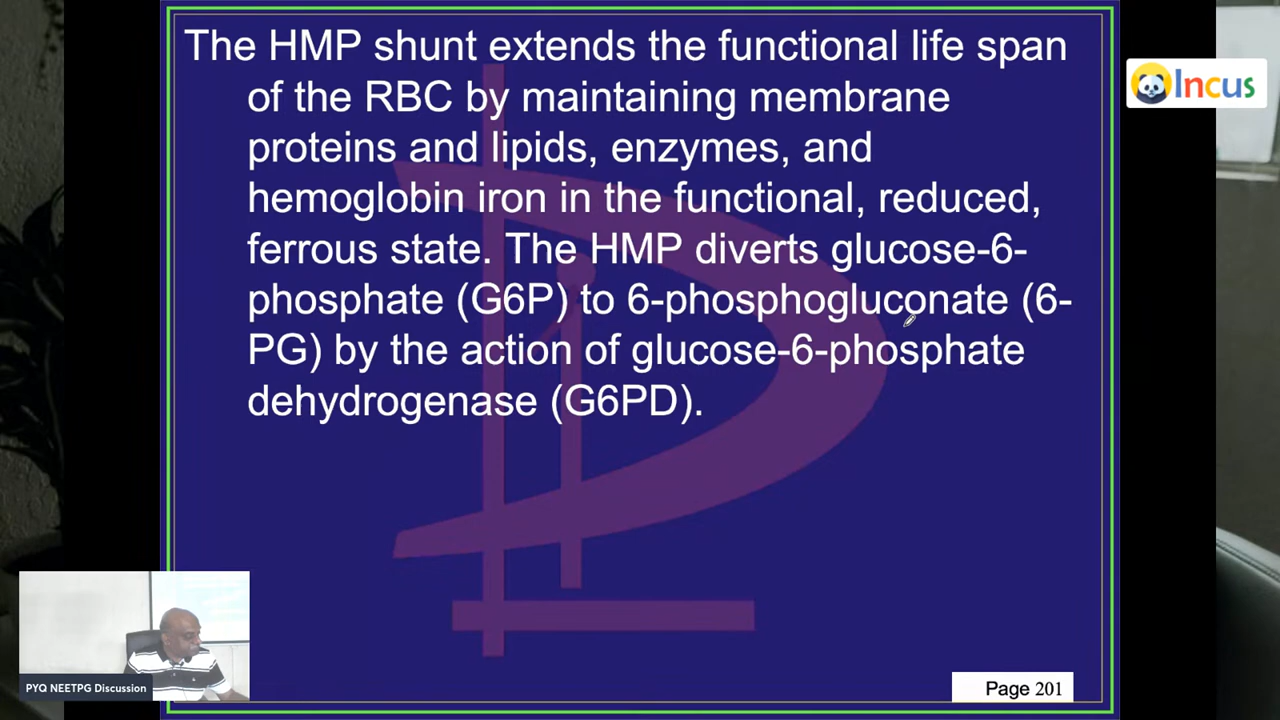 The HMP shunt extends the functional life span
of the RBC by maintaining membrane
proteins and lipids, enzymes, and
hemoglobin iron in the functional, reduced,
ferrous state. The HMP diverts glucose-6-
phosphate (G6P) to 6-phosphogluconate (6-
PG) by the action of glucose-6-phosphate
dehydrogenase (G6PD).
Incus
PYQ NEETPG Discussion
Page 201